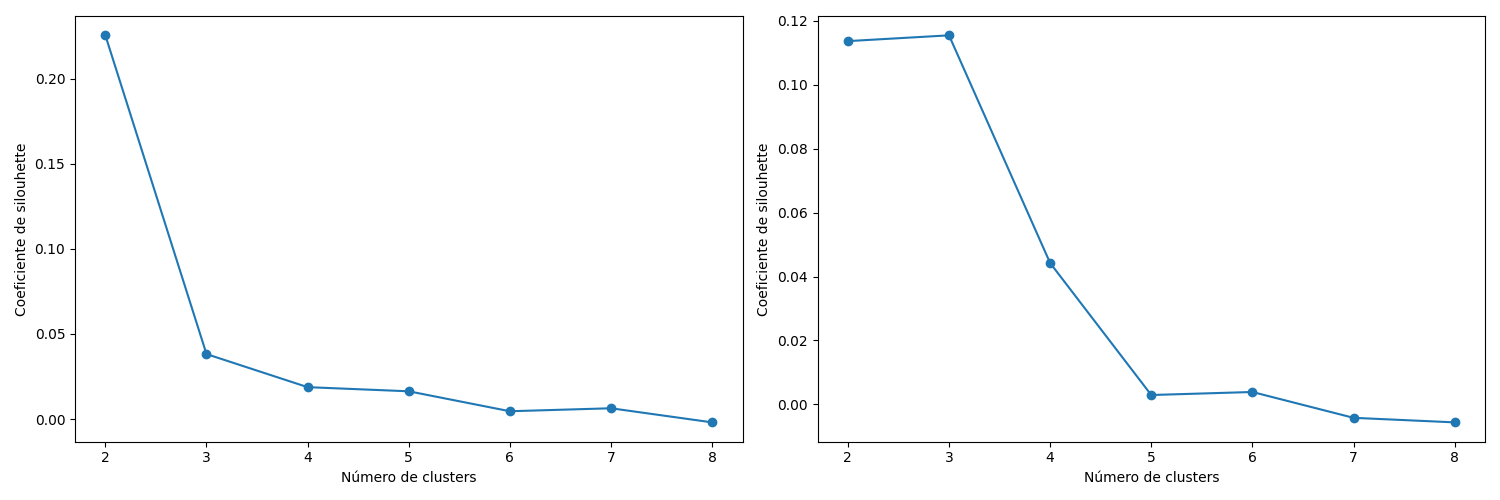 0.20
0.15
0.10
0.05
0.00
Coeficiente de silouhette
2 3 4 5 6 7 8
Número de clusters
0.12
0.10
0.08
0.06
0.04
0.02
0.00
Coeficiente de silouhette
2 3 4 5 6 7 8
Número de clusters